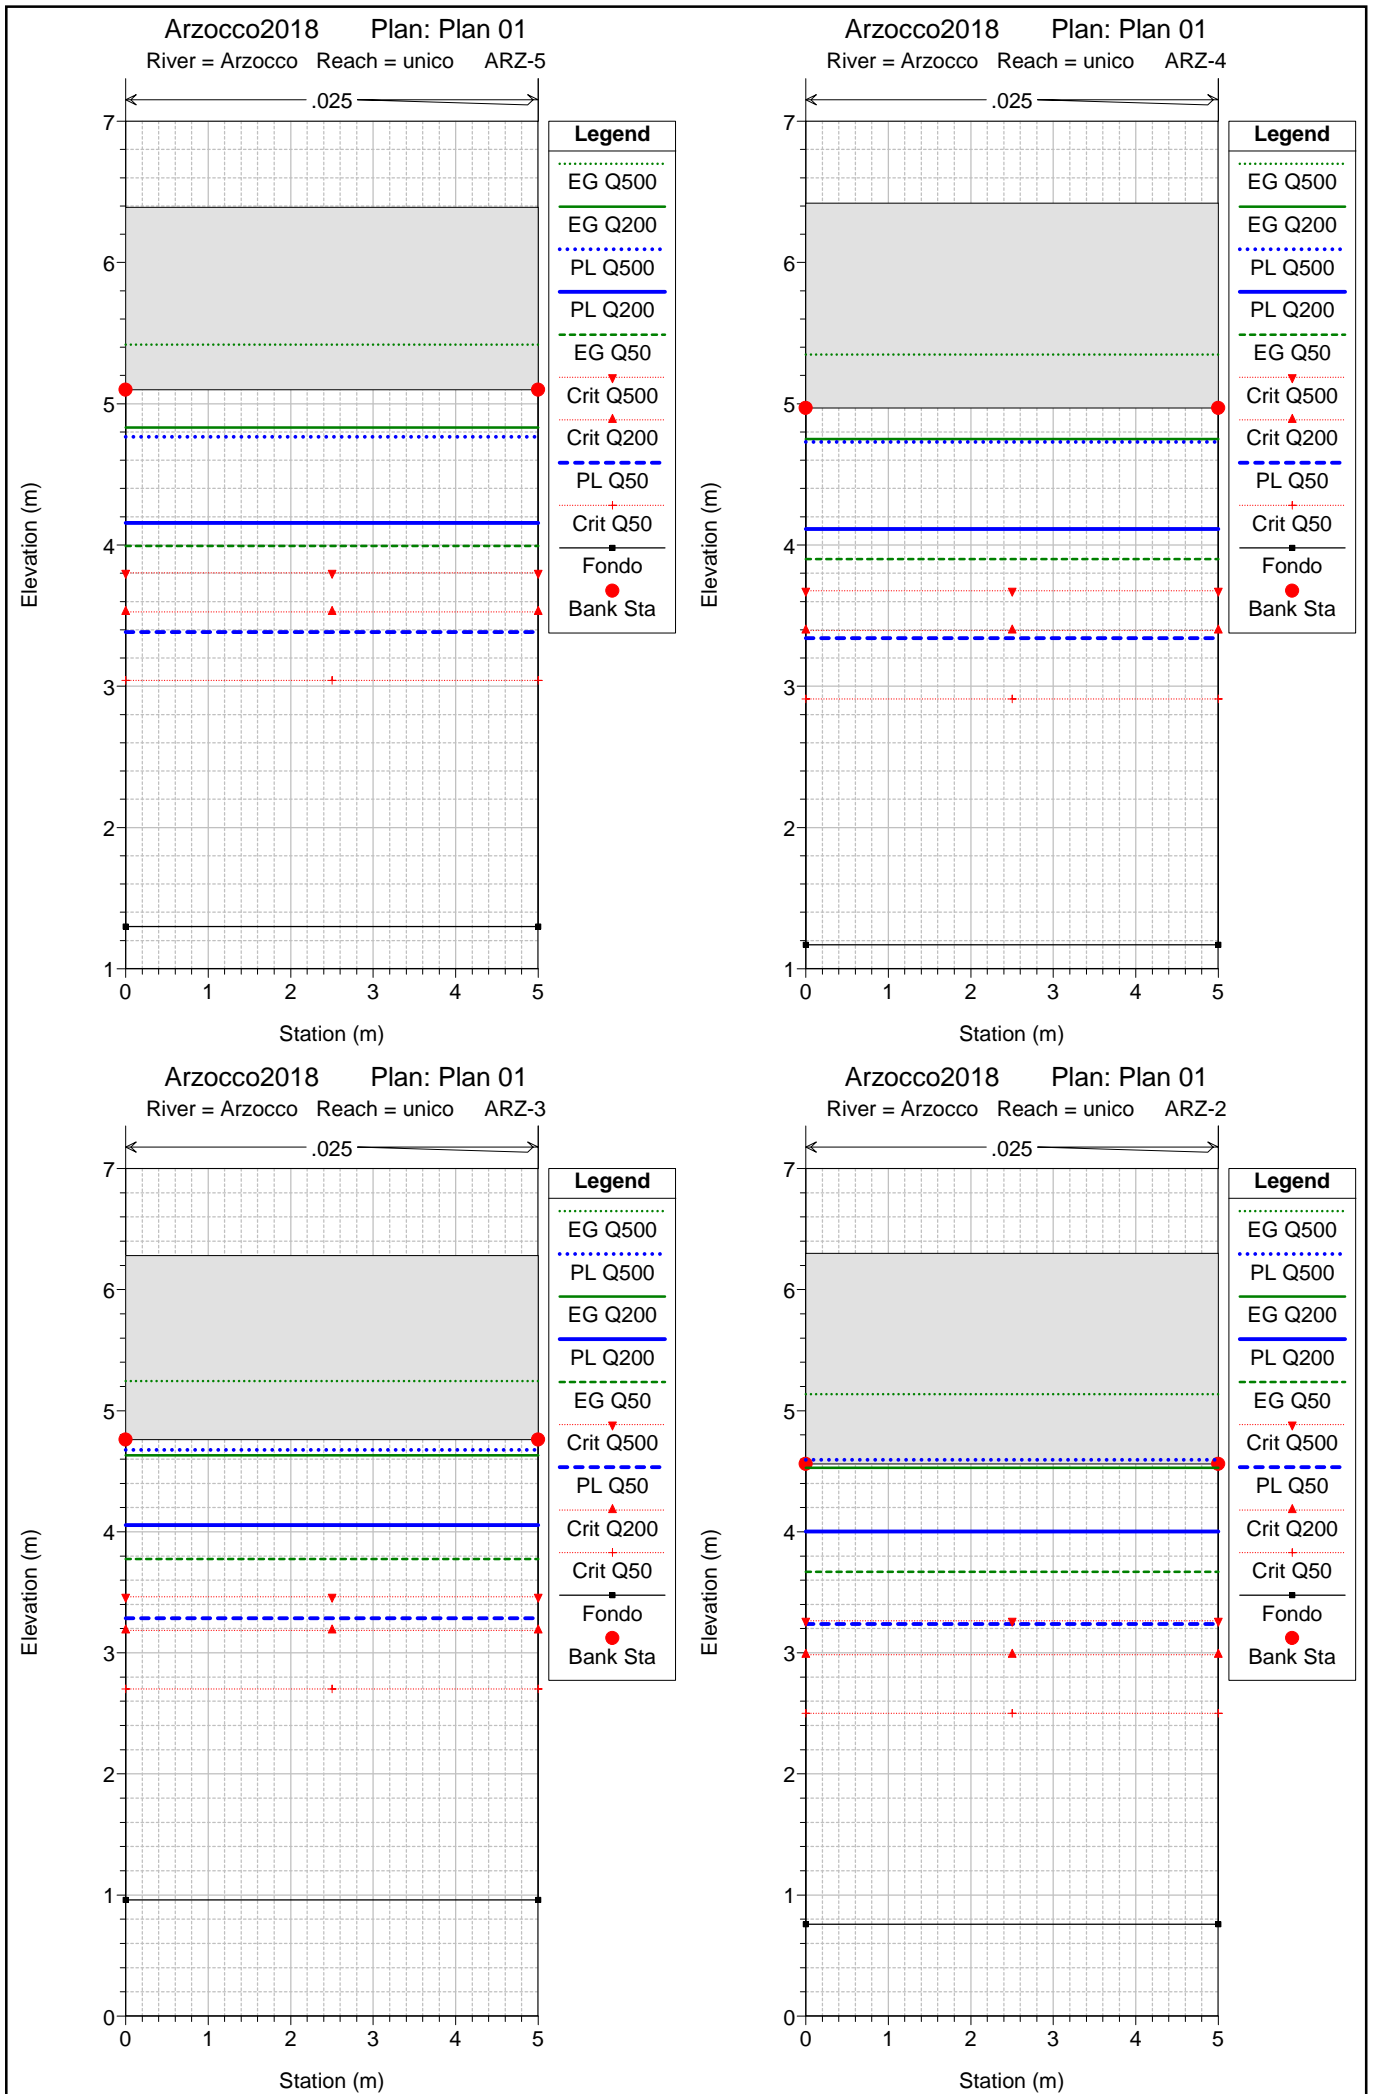 Arzocco2018 Plan: Plan 01
River = Arzocco Reach = unico ARZ-5
.025
7
6
5
4
3
2
1
0 1 2 3 4 5
Elevation (m)
Station (m)
Legend
EG Q500
EG Q200
PL Q500
PL Q200
EG Q50
Crit Q500
Crit Q200
PL Q50
Crit Q50
Fondo
Bank Sta
Arzocco2018 Plan: Plan 01
River = Arzocco Reach = unico ARZ-4
.025
7
6
5
4
3
2
1
0 1 2 3 4 5
Elevation (m)
Station (m)
Legend
EG Q500
EG Q200
PL Q500
PL Q200
EG Q50
Crit Q500
Crit Q200
PL Q50
Crit Q50
Fondo
Bank Sta
Arzocco2018 Plan: Plan 01
River = Arzocco Reach = unico ARZ-3
.025
7
6
5
4
3
2
1
0
0 1 2 3 4 5
Elevation (m)
Station (m)
Legend
EG Q500
PL Q500
EG Q200
PL Q200
EG Q50
Crit Q500
PL Q50
Crit Q200
Crit Q50
Fondo
Bank Sta
Arzocco2018 Plan: Plan 01
River = Arzocco Reach = unico ARZ-2
.025
7
6
5
4
3
2
1
0
0 1 2 3 4 5
Elevation (m)
Station (m)
Legend
EG Q500
PL Q500
EG Q200
PL Q200
EG Q50
Crit Q500
PL Q50
Crit Q200
Crit Q50
Fondo
Bank Sta